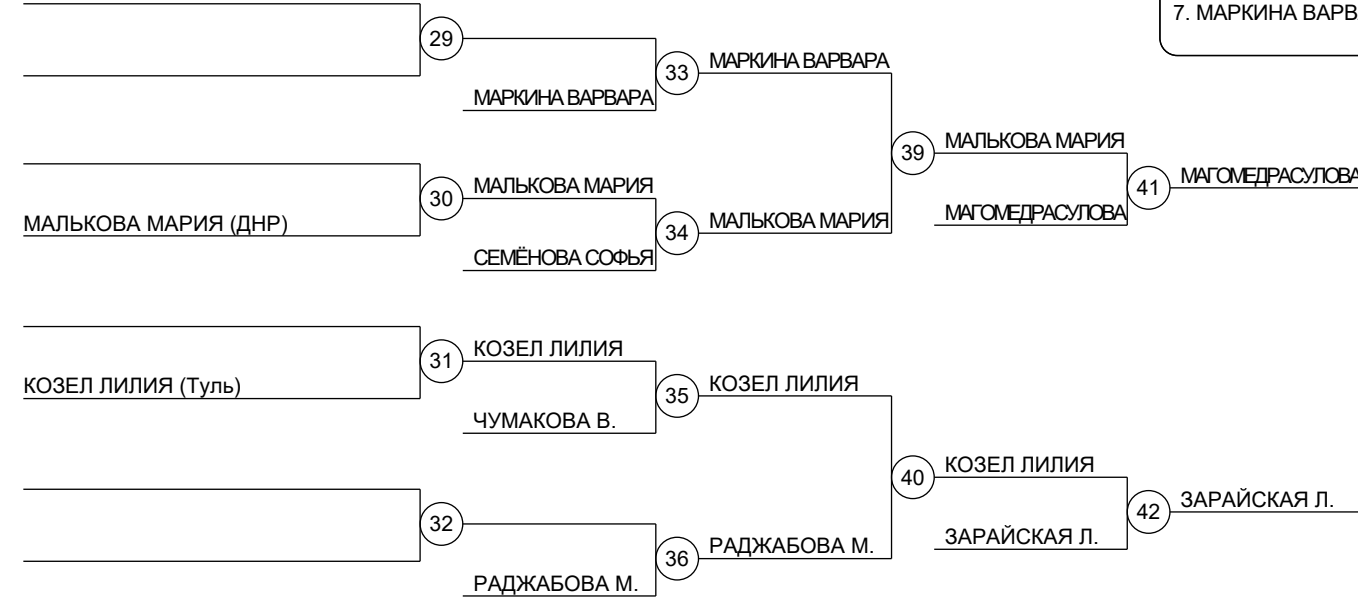 7. МАРКИНА ВАРВ
29
33
МАРКИНА ВАРВАРА
МАРКИНА ВАРВАРА
39
МАЛЬКОВА МАРИЯ
41
МАГОМЕДРАСУЛОВА
30
МАЛЬКОВА МАРИЯ
МАЛЬКОВА МАРИЯ (ДНР)
34
МАЛЬКОВА МАРИЯ
МАГОМЕДРАСУЛОВА
СЕМЁНОВА СОФЬЯ
31
КОЗЕЛ ЛИЛИЯ
КОЗЕЛ ЛИЛИЯ (Туль)
35
КОЗЕЛ ЛИЛИЯ
ЧУМАКОВА В.
40
КОЗЕЛ ЛИЛИЯ
42
ЗАРАЙСКАЯ Л.
32
36
РАДЖАБОВА М.
ЗАРАЙСКАЯ Л.
РАДЖАБОВА М.